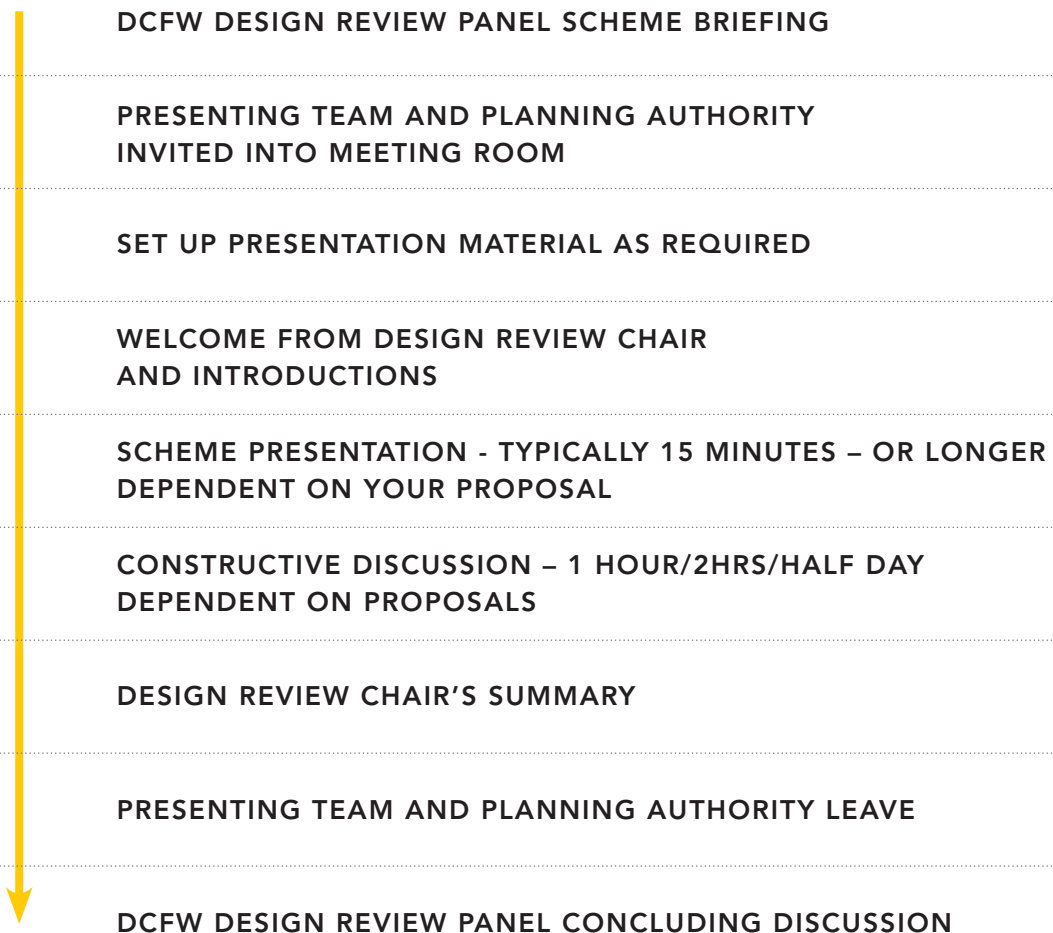 DCFW DESIGN REVIEW PANEL SCHEME BRIEFING
PRESENTING TEAM AND PLANNING AUTHORITY
INVITED INTO MEETING ROOM
SET UP PRESENTATION MATERIAL AS REQUIRED
WELCOME FROM DESIGN REVIEW CHAIR
AND INTRODUCTIONS
SCHEME PRESENTATION - TYPICALLY 15 MINUTES – OR LONGER
DEPENDENT ON YOUR PROPOSAL
CONSTRUCTIVE DISCUSSION – 1 HOUR/2HRS/HALF DAY
DEPENDENT ON PROPOSALS
DESIGN REVIEW CHAIR’S SUMMARY
PRESENTING TEAM AND PLANNING AUTHORITY LEAVE
DCFW DESIGN REVIEW PANEL CONCLUDING DISCUSSION